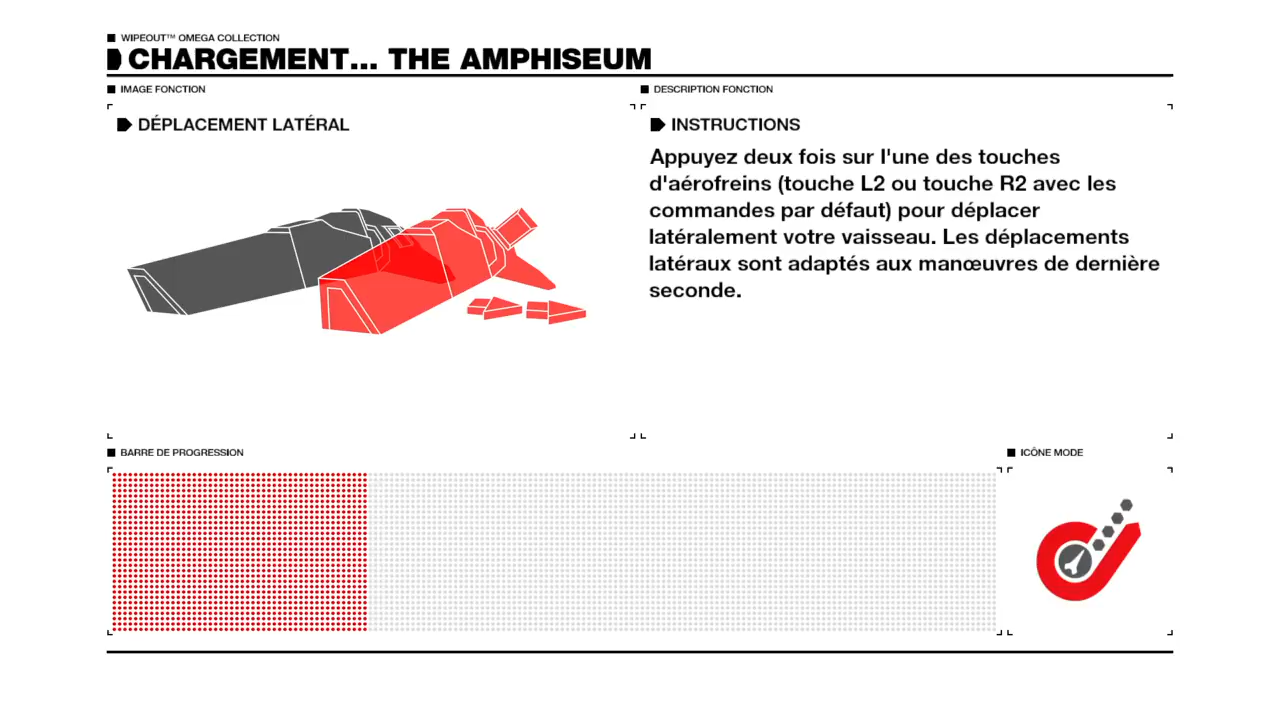 WIPEOUT™ OMEGA COLLECTION
CHARGEMENT... THE AMPHISEUM
IMAGE FONCTION
DÉPLACEMENT LATÉRAL
DESCRIPTION FONCTION
INSTRUCTIONS
Appuyez deux fois sur l'une des touches
d'aérofreins (touche L2 ou touche R2 avec les
commandes par défaut) pour déplacer
latéralement votre vaisseau. Les déplacements
latéraux sont adaptés aux manœuvres de dernière
seconde.
BARRE DE PROGRESSION
ICÔNE MODE